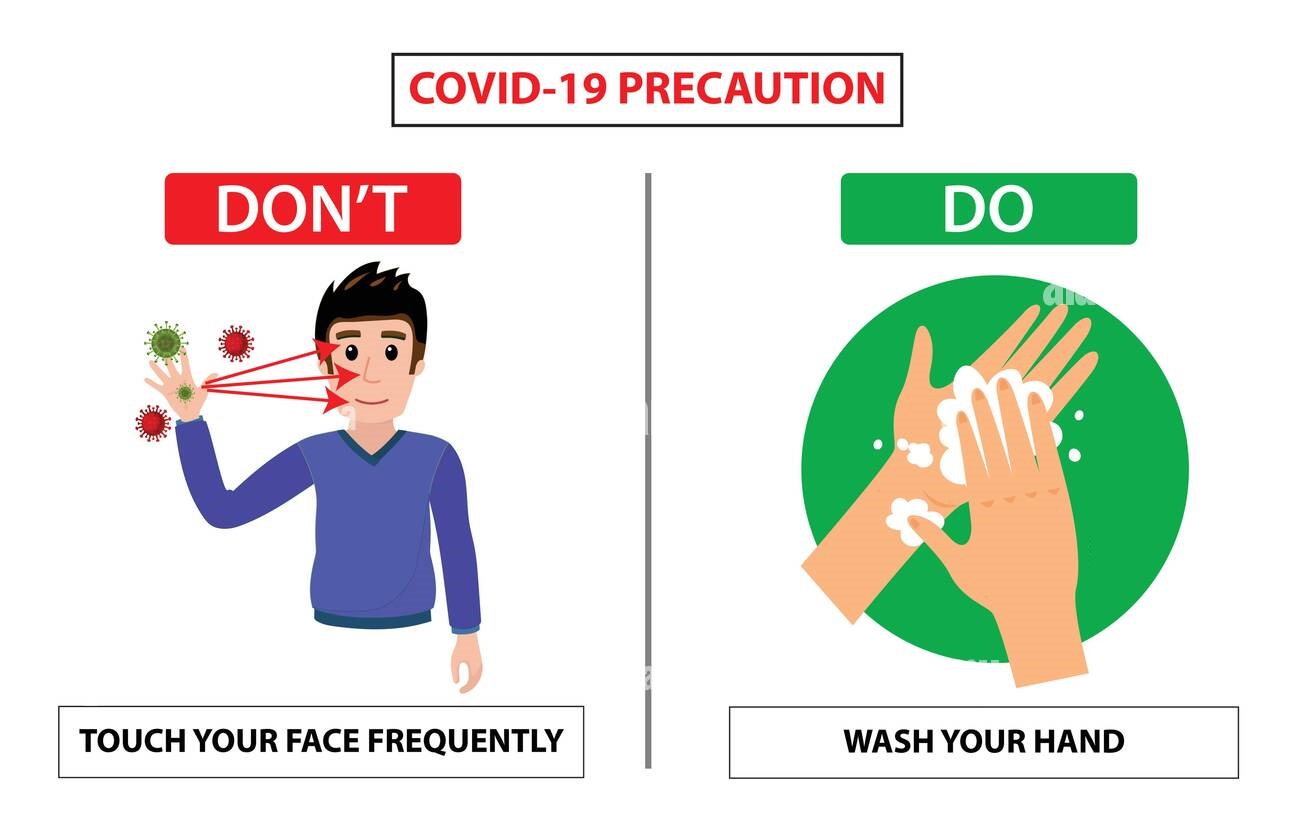 COVID-19 PRECAUTION
DON’T
DO
TOUCH YOUR FACE FREQUENTLY
WASH YOUR HAND